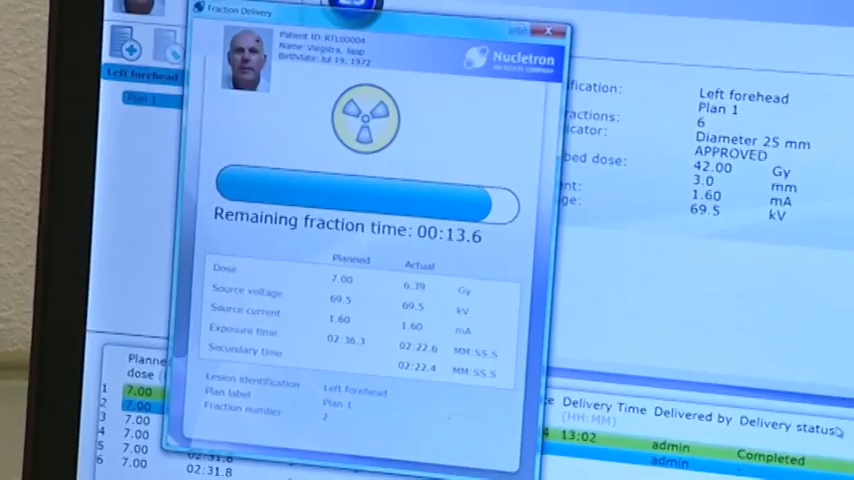 Fraction Delivery
Patient ID:RTL00004
Name: Viegstra, Jaap
Birthdate: Jul 19, 1972
Nucletron
Left forehead
Plan 1
Remaining fraction time: 00:13.6
Planned Actual
Dose 7.00 6.39 Gy
Source voltage 69.5 69.5 kV
Source current 1.60 1.60 mA
Exposure time 02:36.3 02:22.6 MM:SS.S
Secundary time 02:22.4 MM:SS.S
Lesion identification Left forehead
Plan label Plan 1
Fraction number 2
ification: Left forehead
Plan 1
actions: 6
icator: Diameter 25 mm
APPROVED
bed dose: 42.00 Gy
nt: 3.0 mm
1.60 mA
ge: 69.5 kV
Planne
dose
1 7.00
2 7.00
3 7.00
4 7.00
5 7.00 02:31.8
6 7.00 02:31.8
e Delivery Time Delivered by Delivery status
(HH:MM)
4 13:02 admin Completed
admin